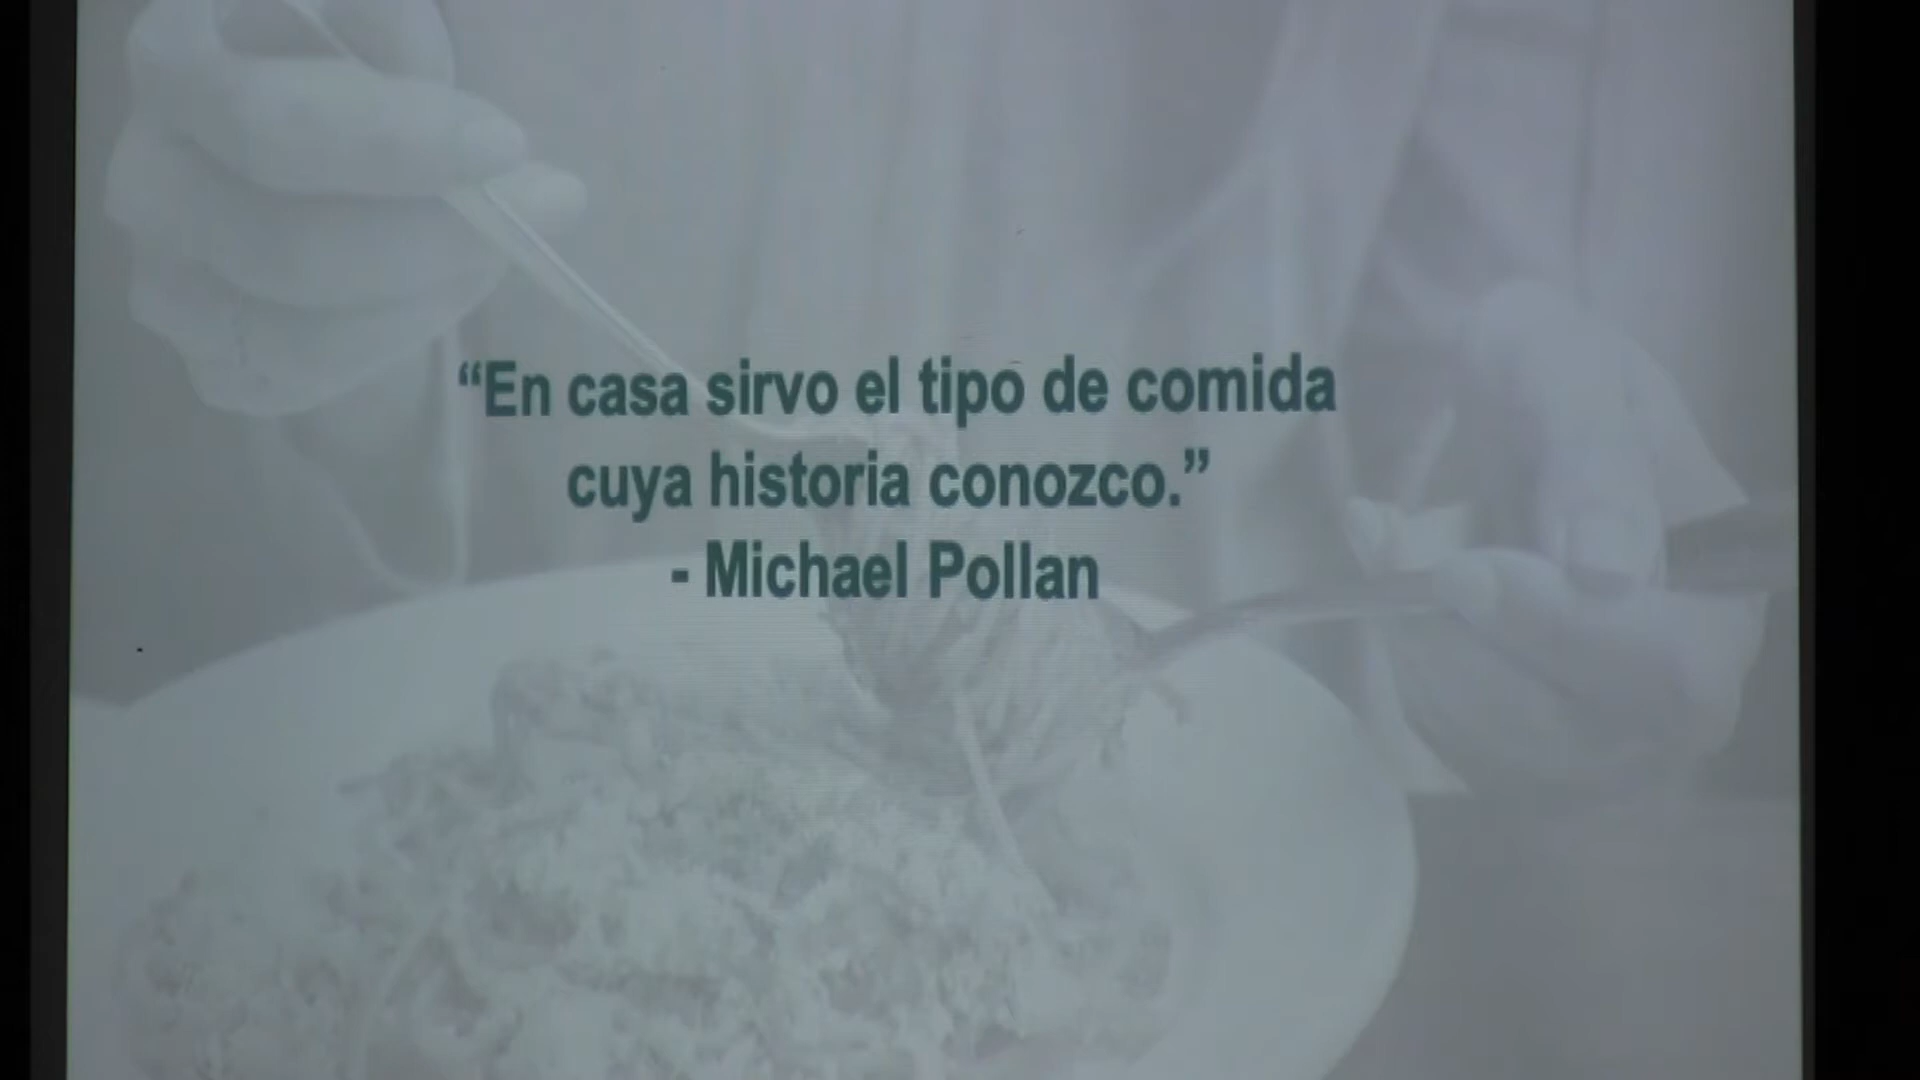 “En casa sirvo el tipo de comida
cuya historia conozco.”
- Michael Pollan